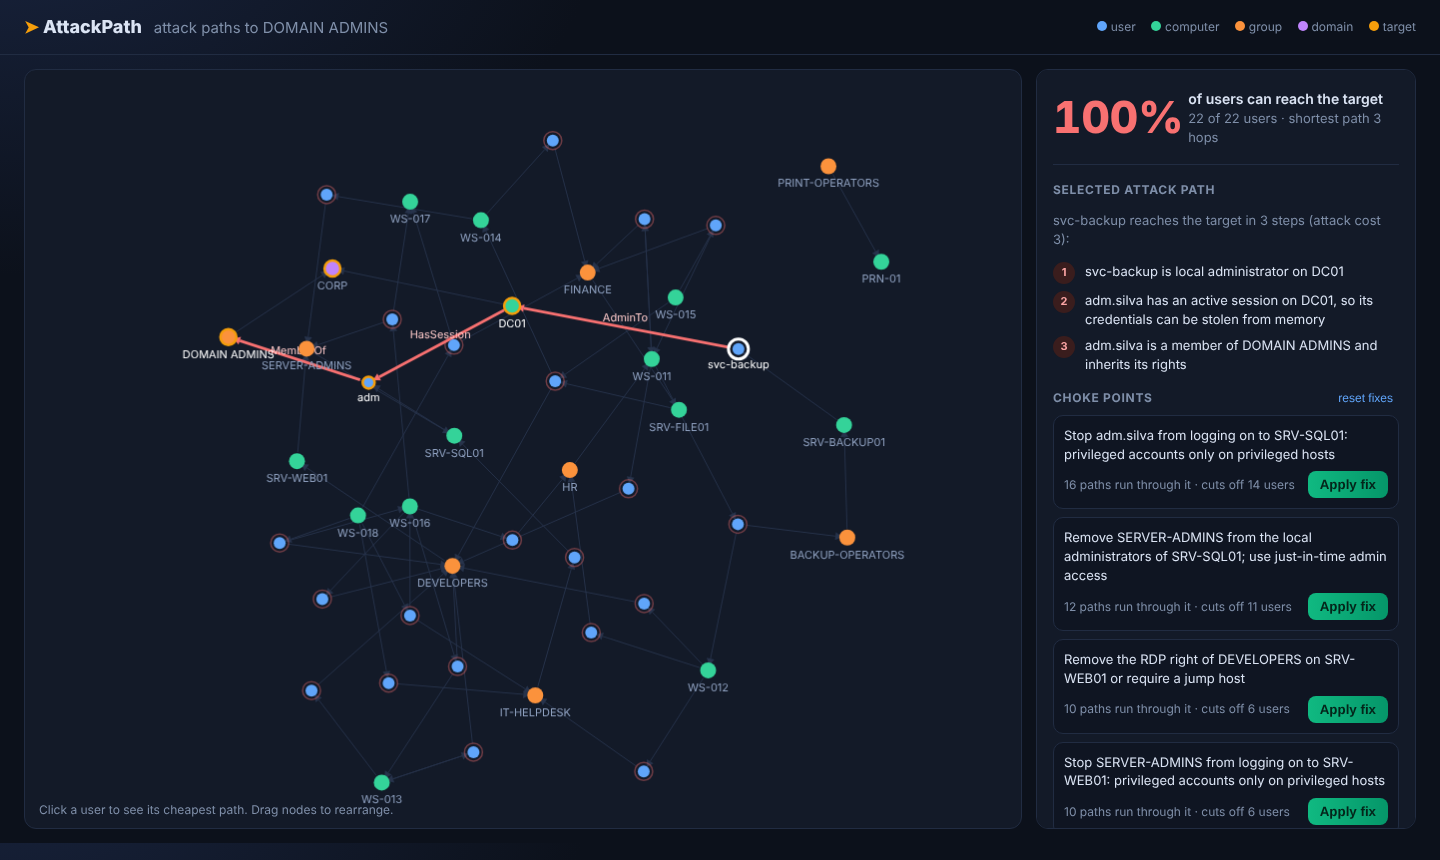 AttackPath attack paths to DOMAIN ADMINS
user computer group domain target
100% of users can reach the target
22 of 22 users · shortest path 3
hops
SELECTED ATTACK PATH
svc-backup reaches the target in 3 steps (attack cost
3):
1 svc-backup is local administrator on DC01
2 adm.silva has an active session on DC01, so its
credentials can be stolen from memory
3 adm.silva is a member of DOMAIN ADMINS and
inherits its rights
CHOKE POINTS reset fixes
Stop adm.silva from logging on to SRV-SQL01:
privileged accounts only on privileged hosts
16 paths run through it · cuts off 14 users Apply fix
Remove SERVER-ADMINS from the local
administrators of SRV-SQL01; use just-in-time admin
access
12 paths run through it · cuts off 11 users Apply fix
Remove the RDP right of DEVELOPERS on SRV-
WEB01 or require a jump host
10 paths run through it · cuts off 6 users Apply fix
Stop SERVER-ADMINS from logging on to SRV-
WEB01: privileged accounts only on privileged hosts
10 paths run through it · cuts off 6 users Apply fix
PRINT-OPERATORS
WS-017
WS-014
PRN-01
CORP
FINANCE
WS-015
AdminTo
DC01
HasSession
MemberOf
DOMAIN ADMINS
SERVER-ADMINS
svc-backup
WS-011
adm
SRV-FILE01
SRV-BACKUP01
SRV-SQL01
SRV-WEB01
HR
WS-016
WS-018
BACKUP-OPERATORS
DEVELOPERS
WS-012
IT-HELPDESK
WS-013
Click a user to see its cheapest path. Drag nodes to rearrange.